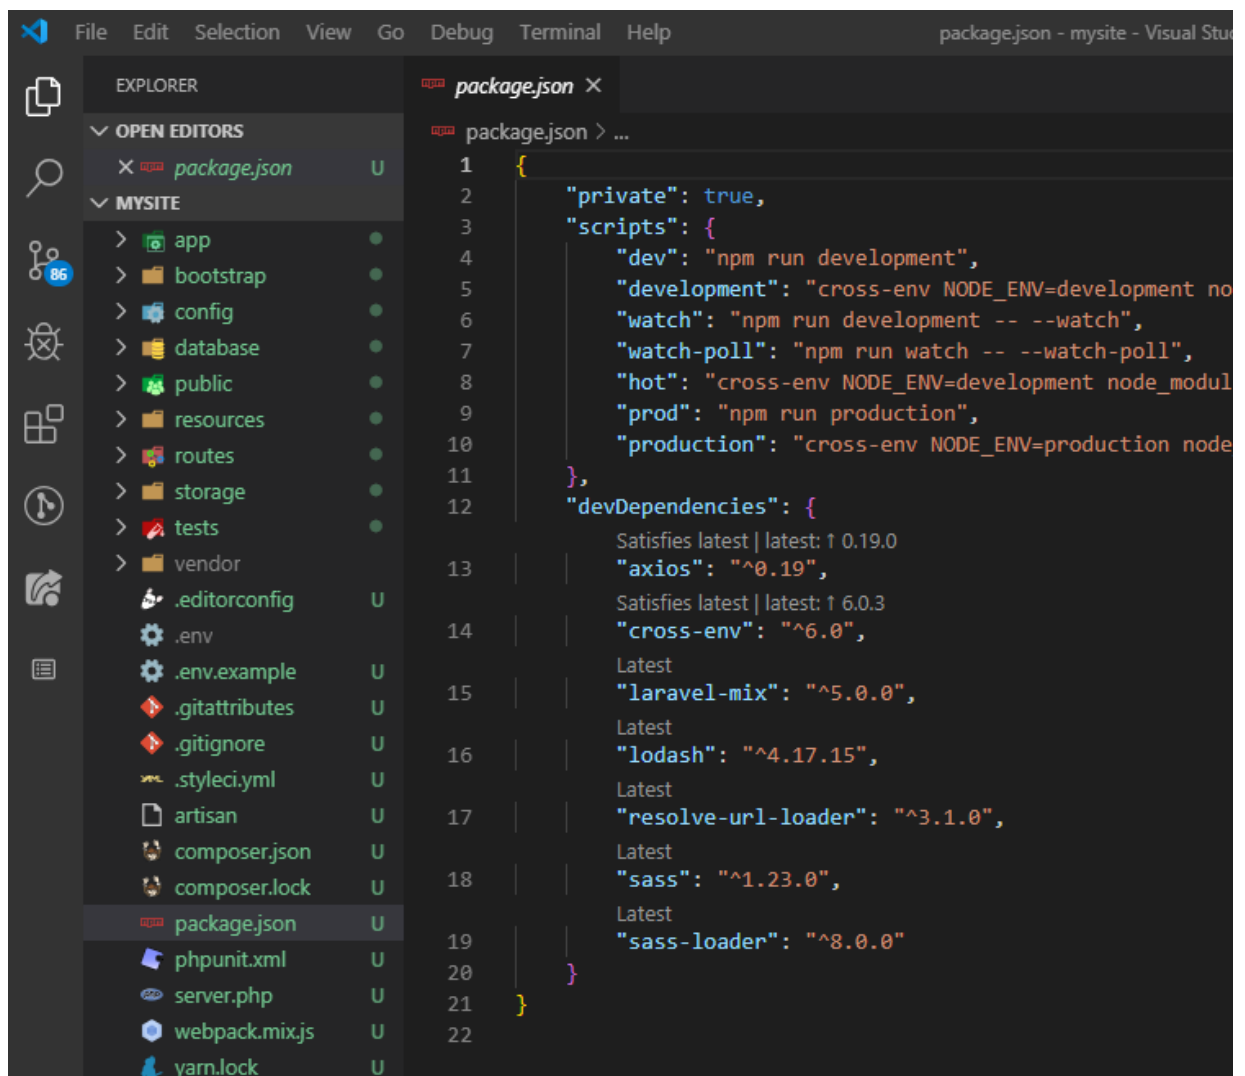 File Edit Selection View Go Debug Terminal Help package.json - mysite - Visual Stu
EXPLORER
OPEN EDITORS
package.json U
MYSITE
app
bootstrap
86
config
database
public
resources
routes
storage
tests
vendor
.editorconfig U
.env
.env.example U
.gitattributes U
.gitignore U
.styleci.yml U
artisan U
composer.json U
composer.lock U
package.json U
phpunit.xml U
server.php U
webpack.mix.js U
yarn.lock U
package.json
package.json > ...
1 {
2 "private": true,
3 "scripts": {
4 "dev": "npm run development",
5 "development": "cross-env NODE_ENV=development no
6 "watch": "npm run development -- --watch",
7 "watch-poll": "npm run watch -- --watch-poll",
8 "hot": "cross-env NODE_ENV=development node_modul
9 "prod": "npm run production",
10 "production": "cross-env NODE_ENV=production node
11 },
12 "devDependencies": {
Satisfies latest | latest: ↑ 0.19.0
13 "axios": "^0.19",
Satisfies latest | latest: ↑ 6.0.3
14 "cross-env": "^6.0",
Latest
15 "laravel-mix": "^5.0.0",
Latest
16 "lodash": "^4.17.15",
Latest
17 "resolve-url-loader": "^3.1.0",
Latest
18 "sass": "^1.23.0",
Latest
19 "sass-loader": "^8.0.0"
20 }
21 }
22